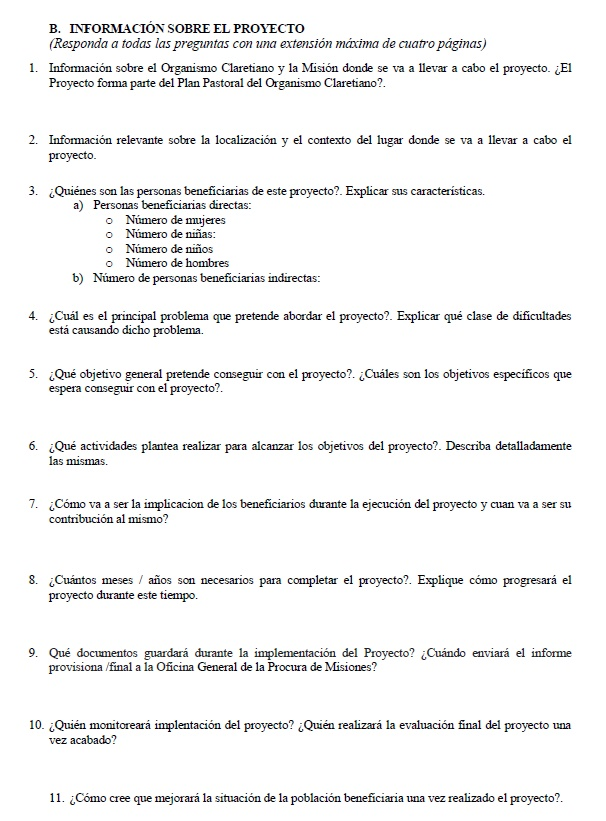 B. INFORMACIÓN SOBRE EL PROYECTO
(Responda a todas las preguntas con una extensión máxima de cuatro páginas)
1. Información sobre el Organismo Claretiano y la Misión donde se va a llevar a cabo el proyecto. ¿El
Proyecto forma parte del Plan Pastoral del Organismo Claretiano?.
2. Información relevante sobre la localización y el contexto del lugar donde se va a llevar a cabo el
proyecto.
3. ¿Quiénes son las personas beneficiarias de este proyecto?. Explicar sus características.
a) Personas beneficiarias directas:
o Número de mujeres
o Número de niñas:
o Número de niños
o Número de hombres
b) Número de personas beneficiarias indirectas:
4. ¿Cuál es el principal problema que pretende abordar el proyecto?. Explicar qué clase de dificultades
está causando dicho problema.
5. ¿Qué objetivo general pretende conseguir con el proyecto?. ¿Cuáles son los objetivos específicos que
espera conseguir con el proyecto?.
6. ¿Qué actividades plantea realizar para alcanzar los objetivos del proyecto?. Describa detalladamente
las mismas.
7. ¿Cómo va a ser la implicacion de los beneficiarios durante la ejecución del proyecto y cuan va a ser su
contribución al mismo?
8. ¿Cuántos meses / años son necesarios para completar el proyecto?. Explique cómo progresará el
proyecto durante este tiempo.
9. Qué documentos guardará durante la implementación del Proyecto? ¿Cuándo enviará el informe
provisiona /final a la Oficina General de la Procura de Misiones?
10. ¿Quién monitoreará implentación del proyecto? ¿Quién realizará la evaluación final del proyecto una
vez acabado?
11. ¿Cómo cree que mejorará la situación de la población beneficiaria una vez realizado el proyecto?.